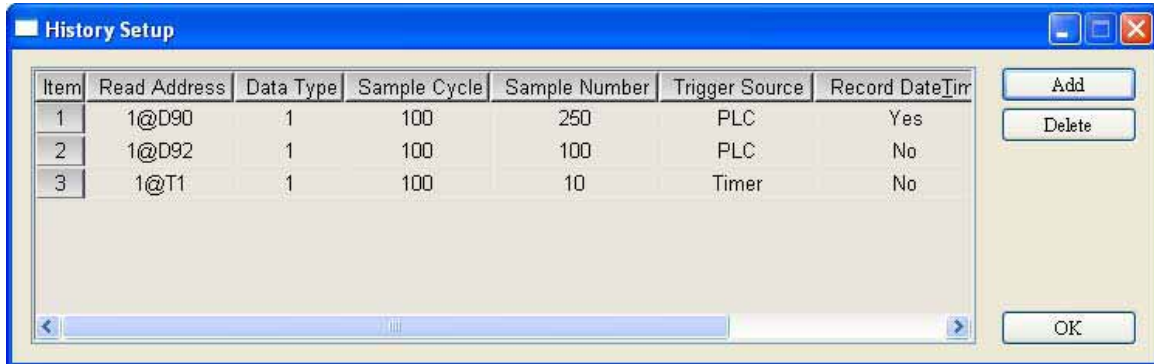 History Setup
Item Read Address Data Type Sample Cycle Sample Number Trigger Source Record DateTim
1 1@D90 1 100 250 PLC Yes
2 1@D92 1 100 100 PLC No
3 1@T1 1 100 10 Timer No
Add
Delete
OK